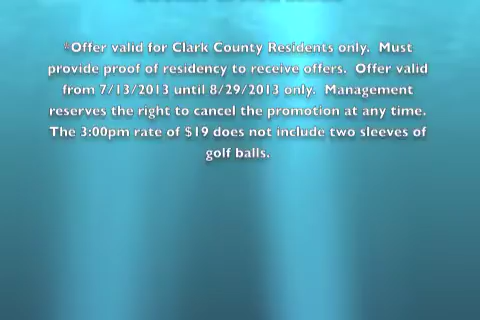 *Offer valid for Clark County Residents only.  Must
provide proof of residency to receive offers.  Offer valid
from 7/13/2013 until 8/29/2013 only.  Management
reserves the right to cancel the promotion at any time.
The 3:00pm rate of $19 does not include two sleeves of
golf balls.